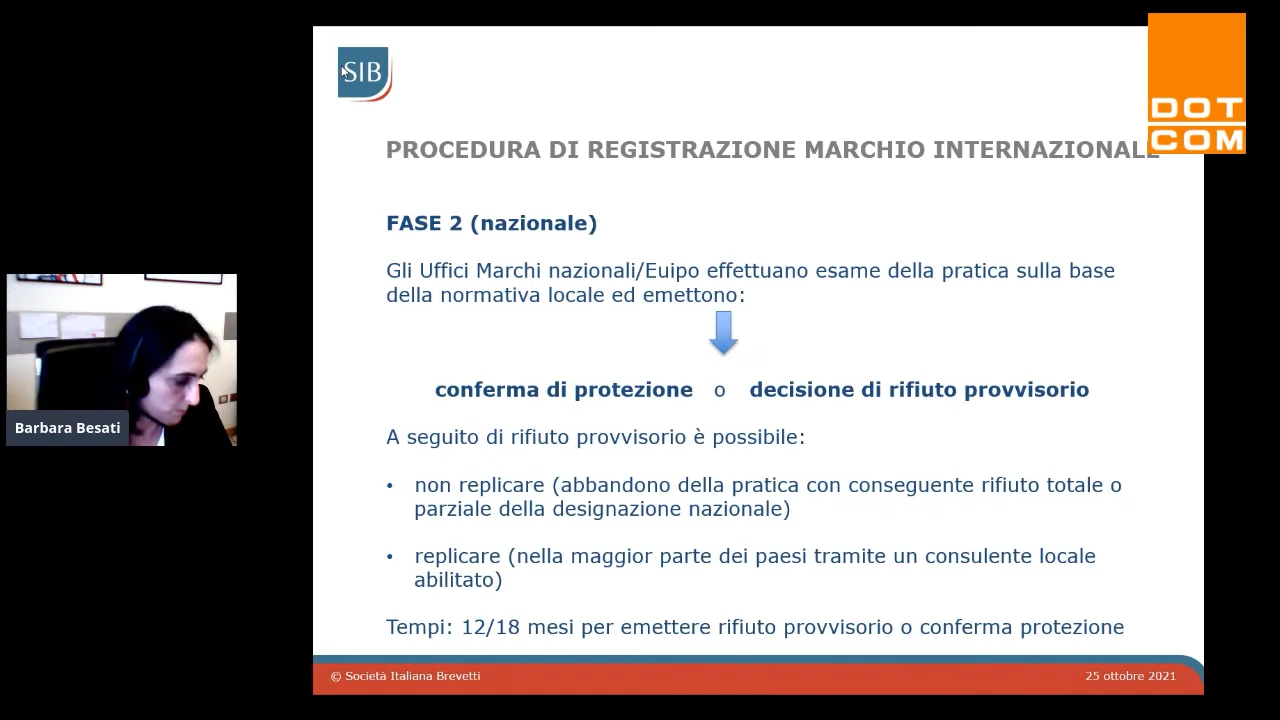 SIB
DOT
COM
PROCEDURA DI REGISTRAZIONE MARCHIO INTERNAZIONALE
FASE 2 (nazionale)
Gli Uffici Marchi nazionali/Euipo effettuano esame della pratica sulla base
della normativa locale ed emettono:
conferma di protezione o decisione di rifiuto provvisorio
A seguito di rifiuto provvisorio è possibile:
• non replicare (abbandono della pratica con conseguente rifiuto totale o
parziale della designazione nazionale)
• replicare (nella maggior parte dei paesi tramite un consulente locale
abilitato)
Tempi: 12/18 mesi per emettere rifiuto provvisorio o conferma protezione
© Società Italiana Brevetti
25 ottobre 2021
Barbara Besati